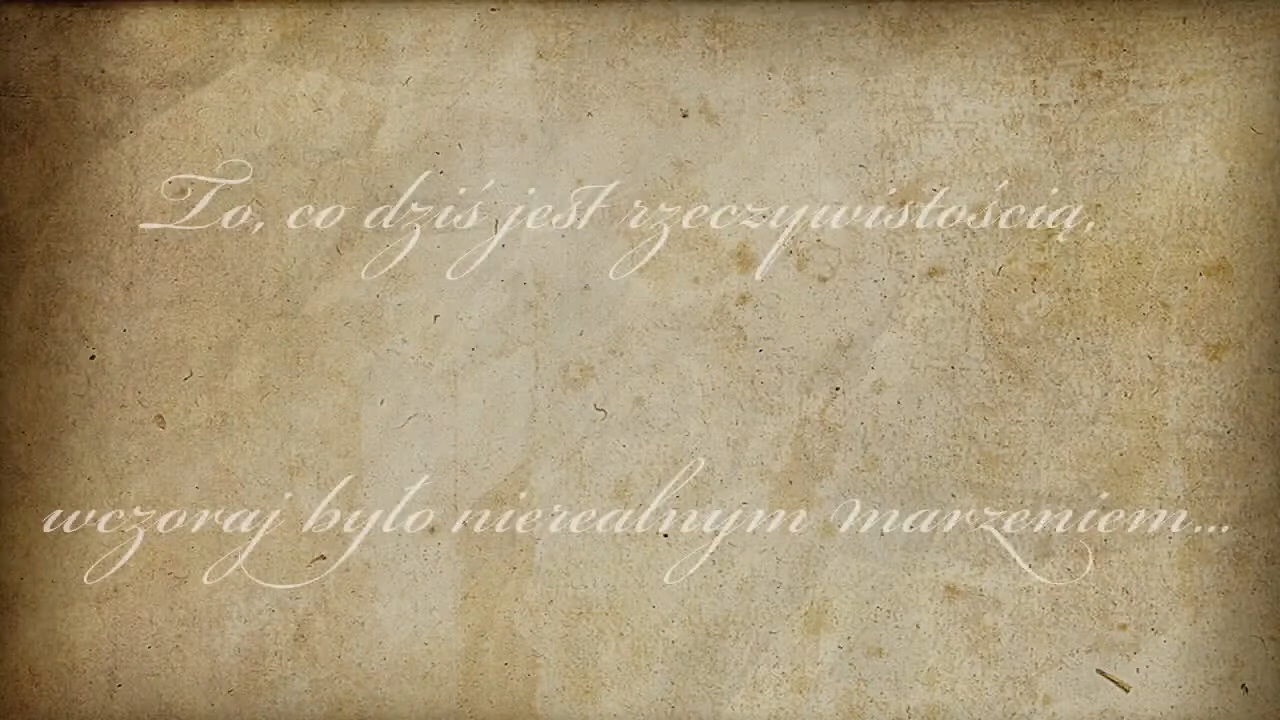 To, co dziś jest rzeczywistością,
wczoraj było nierealnym marzeniem...